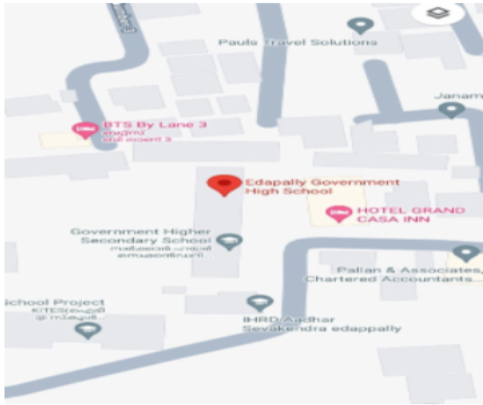 Pauls Travel Solutions
Janam
BTS By Lane 3
Edapally Government
High School
HOTEL GRAND
CASA INN
Government Higher
Secondary School
Pallan & Associates,
Chartered Accountants...
School Project
IHRD Aadhar
Sevakendra edappally